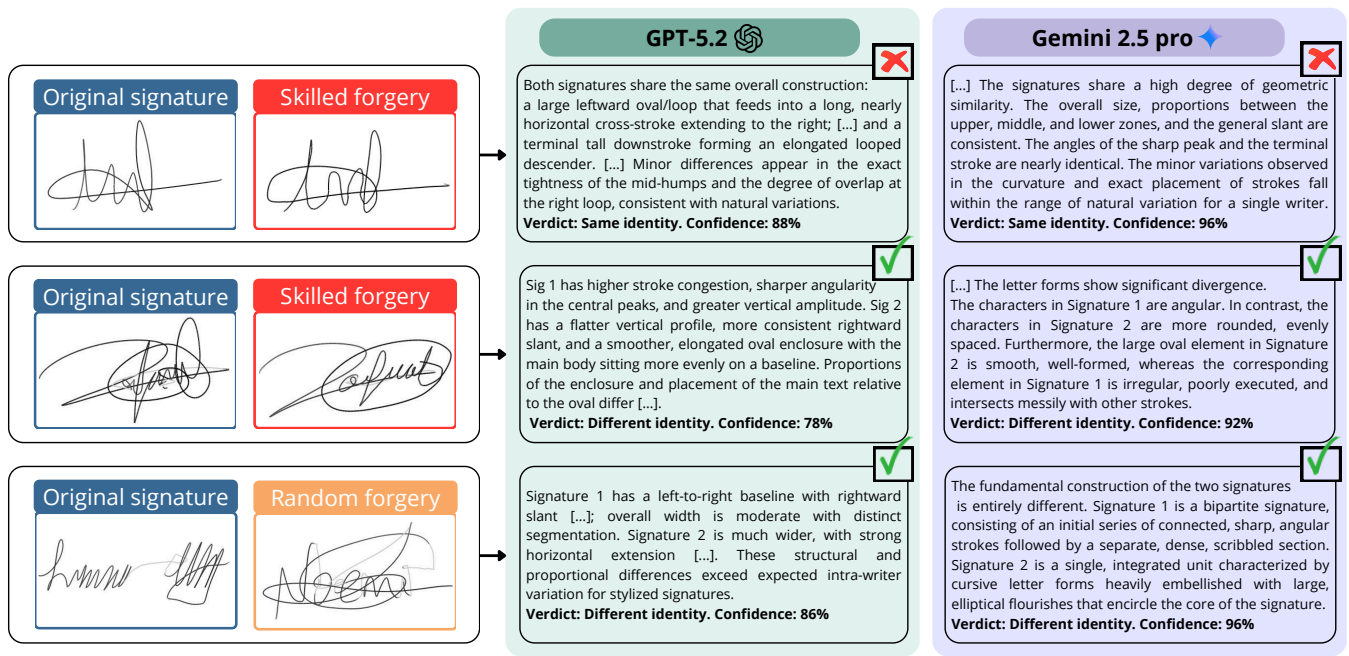 GPT-5.2
Gemini 2.5 pro
Original signature
Skilled forgery
Both signatures share the same overall construction:
a large leftward oval/loop that feeds into a long, nearly
horizontal cross-stroke extending to the right; [...] and a
terminal tall downstroke forming an elongated looped
descender. [...] Minor differences appear in the exact
tightness of the mid-humps and the degree of overlap at
the right loop, consistent with natural variations.
Verdict: Same identity. Confidence: 88%
[...] The signatures share a high degree of geometric
similarity. The overall size, proportions between the
upper, middle, and lower zones, and the general slant are
consistent. The angles of the sharp peak and the terminal
stroke are nearly identical. The minor variations observed
in the curvature and exact placement of strokes fall
within the range of natural variation for a single writer.
Verdict: Same identity. Confidence: 96%
Original signature
Skilled forgery
Sig 1 has higher stroke congestion, sharper angularity
in the central peaks, and greater vertical amplitude. Sig 2
has a flatter vertical profile, more consistent rightward
slant, and a smoother, elongated oval enclosure with the
main body sitting more evenly on a baseline. Proportions
of the enclosure and placement of the main text relative
to the oval differ [...].
Verdict: Different identity. Confidence: 78%
[...] The letter forms show significant divergence.
The characters in Signature 1 are angular. In contrast, the
characters in Signature 2 are more rounded, evenly
spaced. Furthermore, the large oval element in Signature
2 is smooth, well-formed, whereas the corresponding
element in Signature 1 is irregular, poorly executed, and
intersects messily with other strokes.
Verdict: Different identity. Confidence: 92%
Original signature
Random forgery
Signature 1 has a left-to-right baseline with rightward
slant [...]; overall width is moderate with distinct
segmentation. Signature 2 is much wider, with strong
horizontal extension [...]. These structural and
proportional differences exceed expected intra-writer
variation for stylized signatures.
Verdict: Different identity. Confidence: 86%
The fundamental construction of the two signatures
is entirely different. Signature 1 is a bipartite signature,
consisting of an initial series of connected, sharp, angular
strokes followed by a separate, dense, scribbled section.
Signature 2 is a single, integrated unit characterized by
cursive letter forms heavily embellished with large,
elliptical flourishes that encircle the core of the signature.
Verdict: Different identity. Confidence: 96%